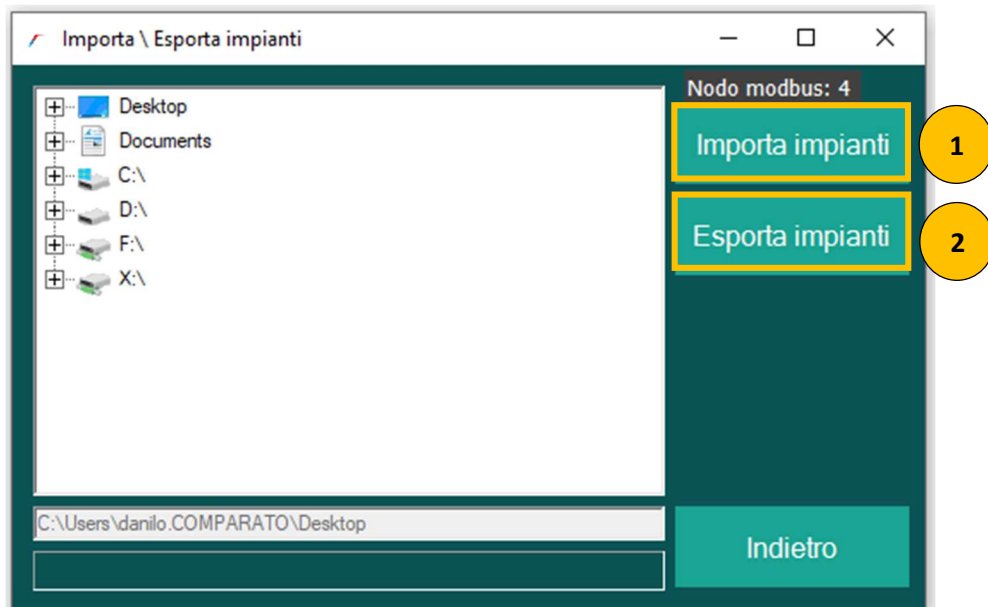 Importa \ Esporta impianti
Nodo modbus: 4
Desktop
Documents
C:\
D:\
F:\
X:\
Importa impianti
1
Esporta impianti
2
C:\Users\danilo.COMPARATO\Desktop
Indietro